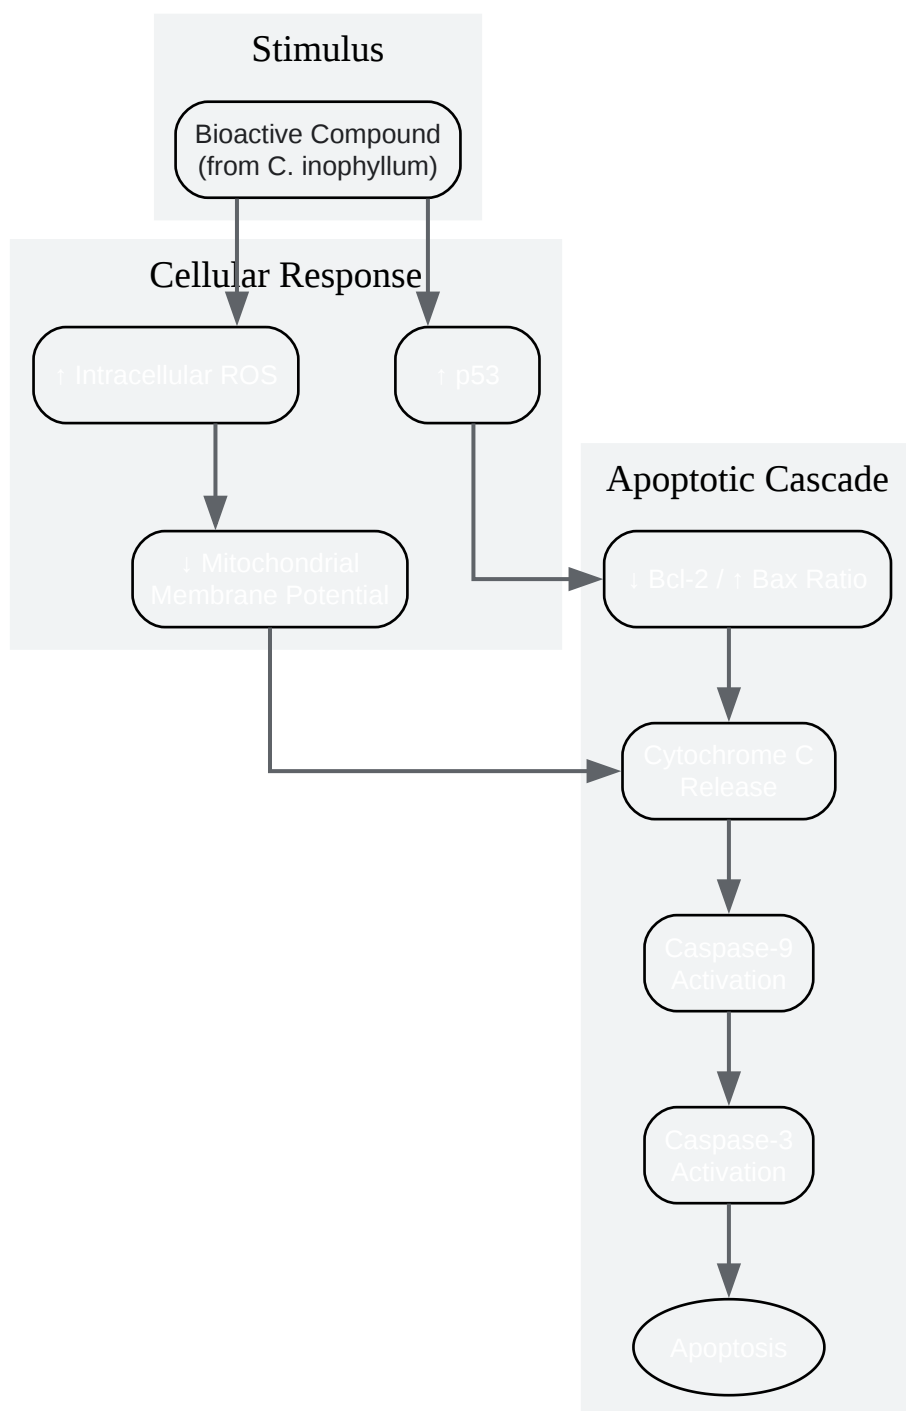 Stimulus
Bioactive Compound
(from C. inophyllum)
Cellular Response
↑ Intracellular ROS
↑ p53
↓ Mitochondrial
Membrane Potential
Apoptotic Cascade
↓ Bcl-2 / ↑ Bax Ratio
Cytochrome C
Release
Caspase-9
Activation
Caspase-3
Activation
Apoptosis